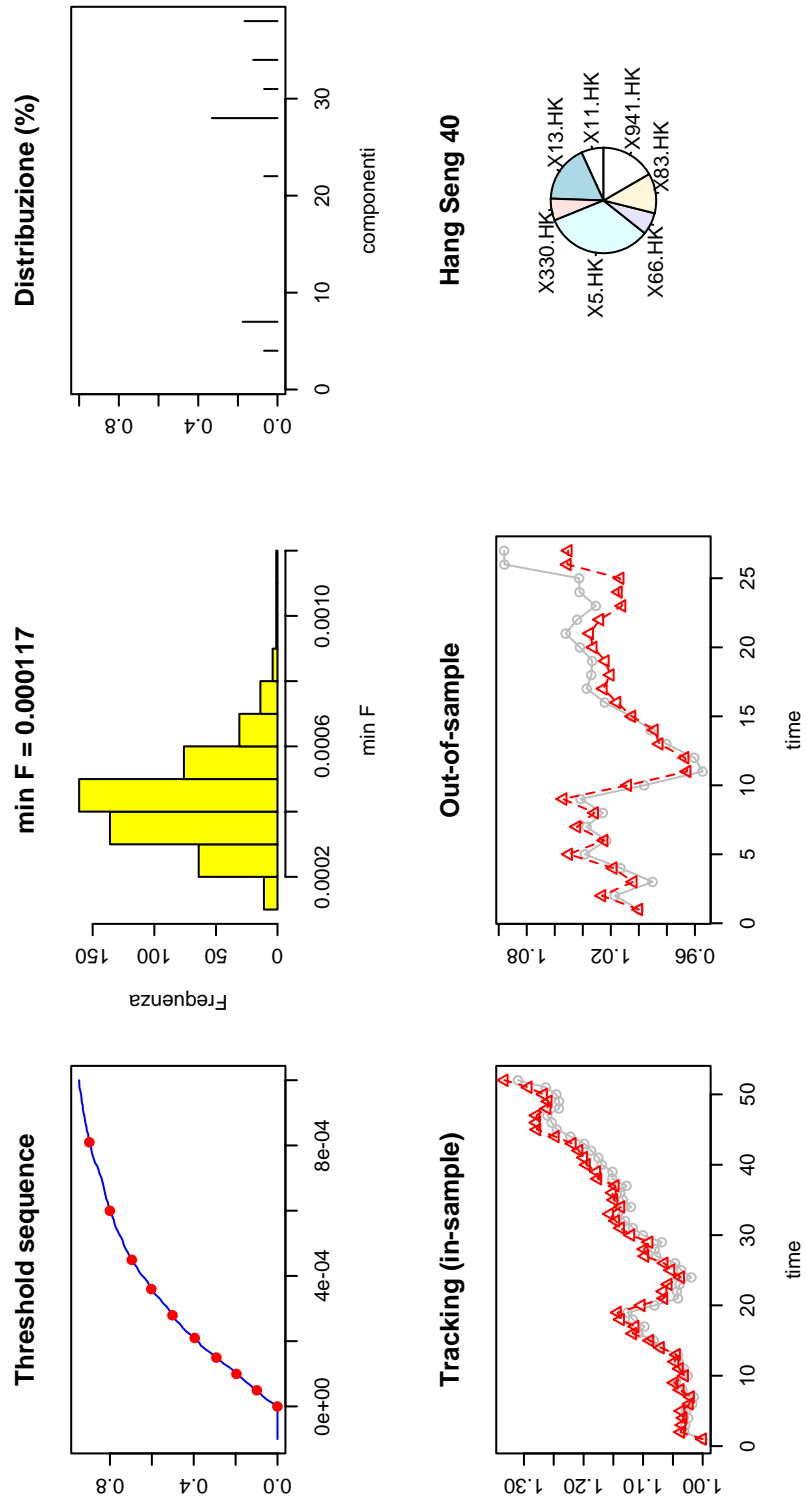 Threshold sequence
0.0 0.4 0.8
0e+00 4e-04 8e-04
min F = 0.000117
Frequenza
0 50 100 150
0.0002 0.0006 0.0010
min F
Distribuzione (%)
0.0 0.4 0.8
0 10 20 30
componenti
Tracking (in-sample)
1.00 1.10 1.20 1.30
0 10 20 30 40 50
time
Out-of-sample
0.96 1.02 1.08
0 5 10 15 20 25
time
Hang Seng 40
X11.HK
X13.HK
X330.HK
X5.HK
X66.HK
X83.HK
X941.HK